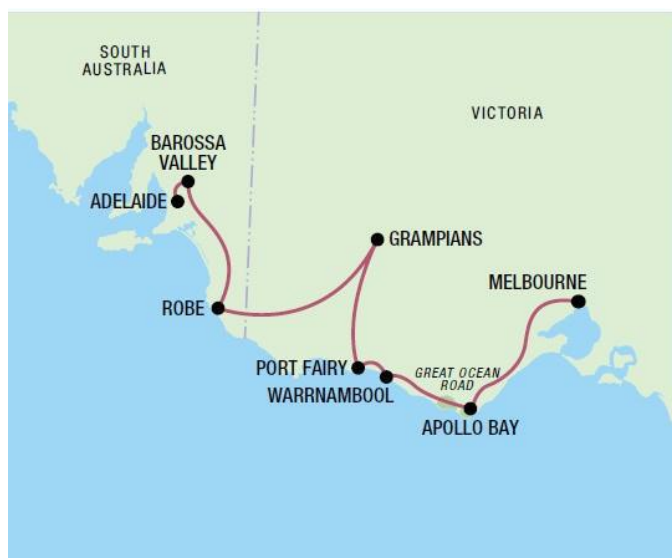 SOUTH
AUSTRALIA
VICTORIA
BAROSSA
VALLEY
ADELAIDE
GRAMPIANS
MELBOURNE
ROBE
PORT FAIRY
GREAT OCEAN
ROAD
WARRNAMBOOL
APOLLO BAY